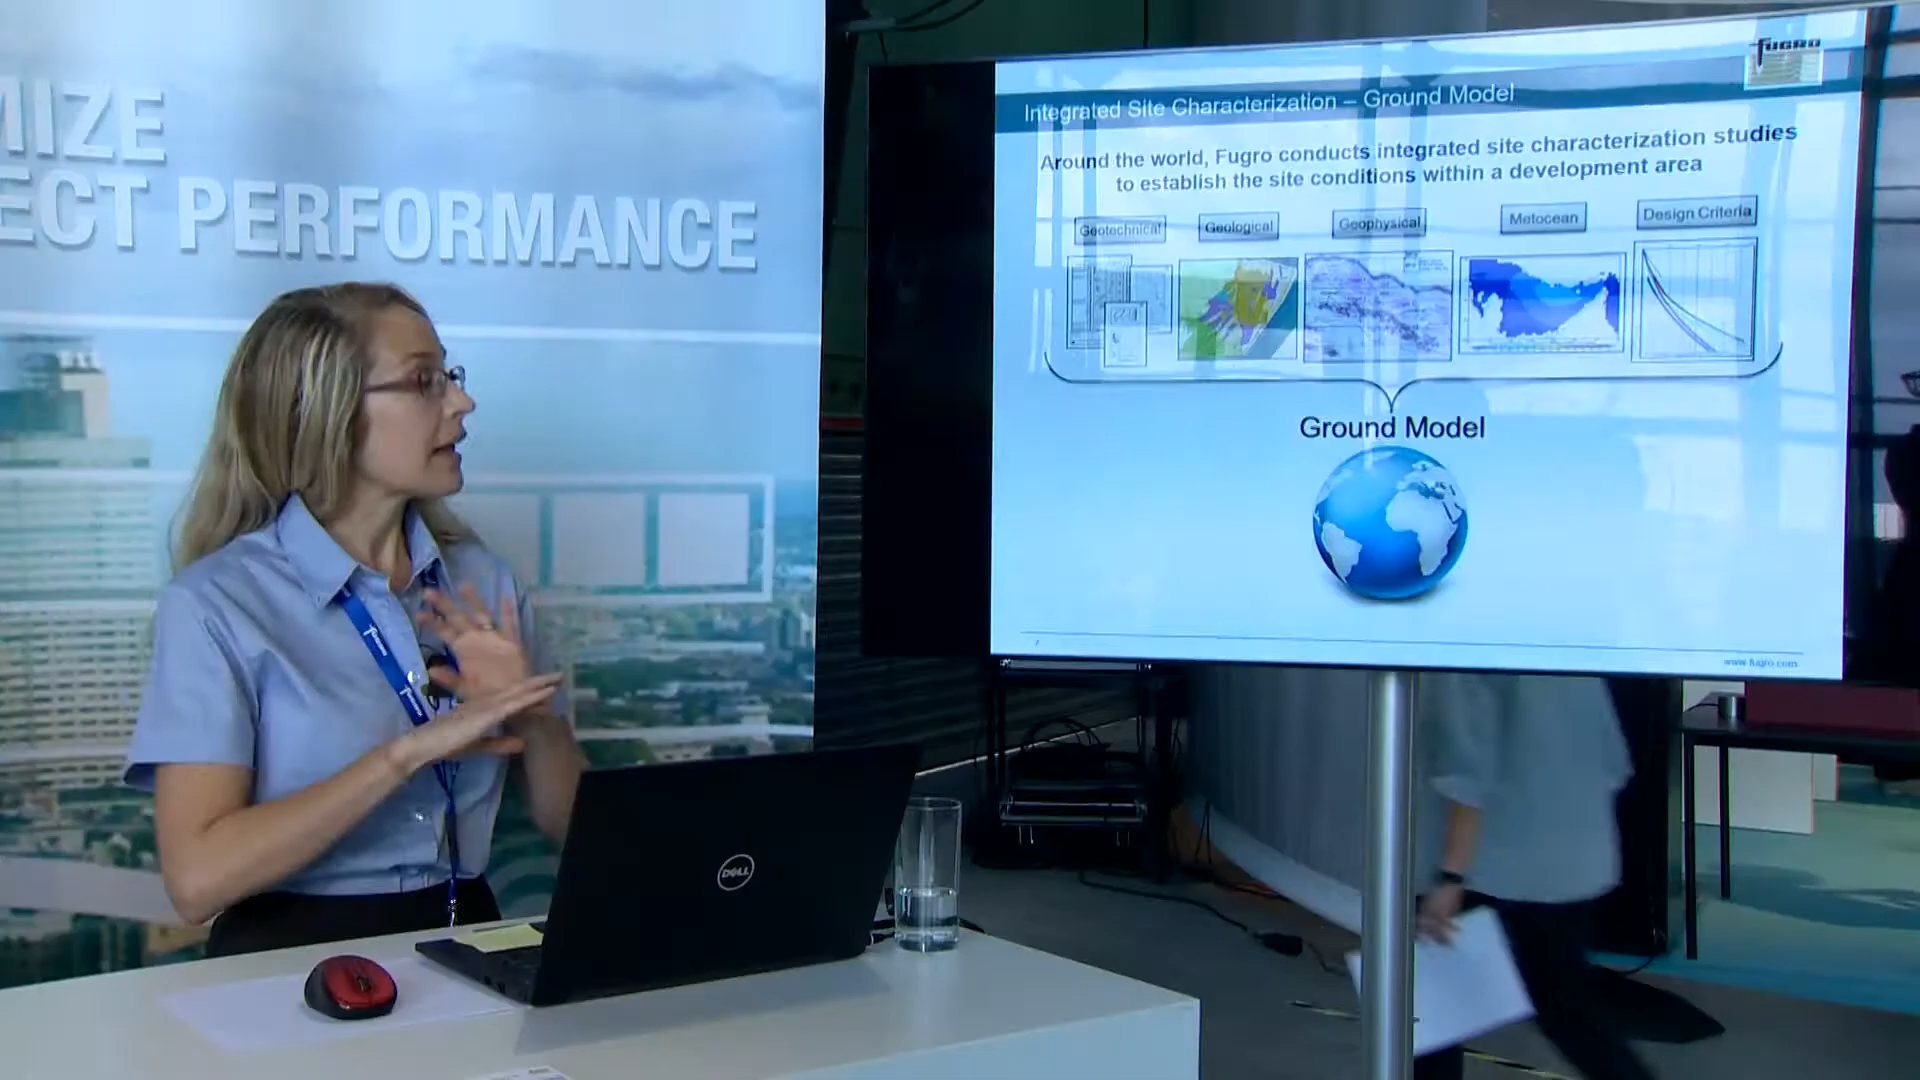 MIZE
ECT PERFORMANCE
fugro
Integrated Site Characterization – Ground Model
Around the world, Fugro conducts integrated site characterization studies
to establish the site conditions within a development area
Geotechnical
Geological
Geophysical
Metocean
Design Criteria
Ground Model
7
www.fugro.com
DELL